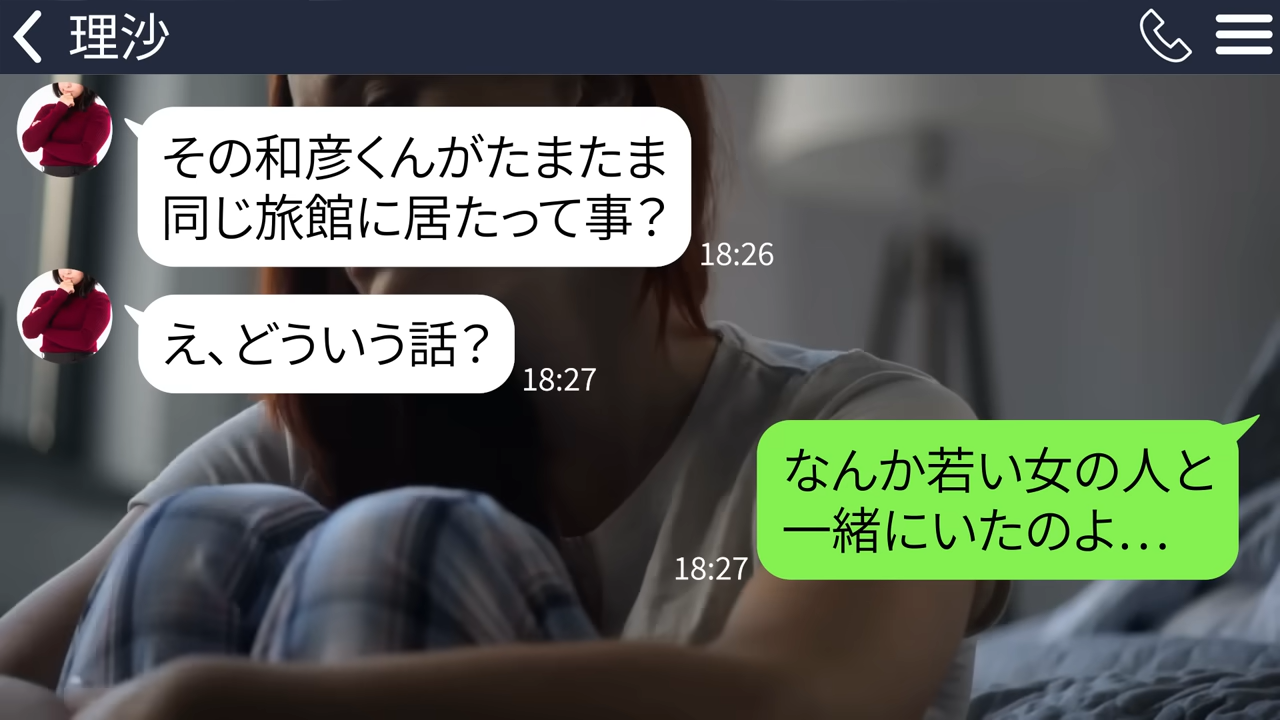 理沙
その和彦くんがたまたま
同じ旅館に居たって事？
18:26
え、どういう話？
18:27
なんか若い女の人と
一緒にいたのよ…
18:27